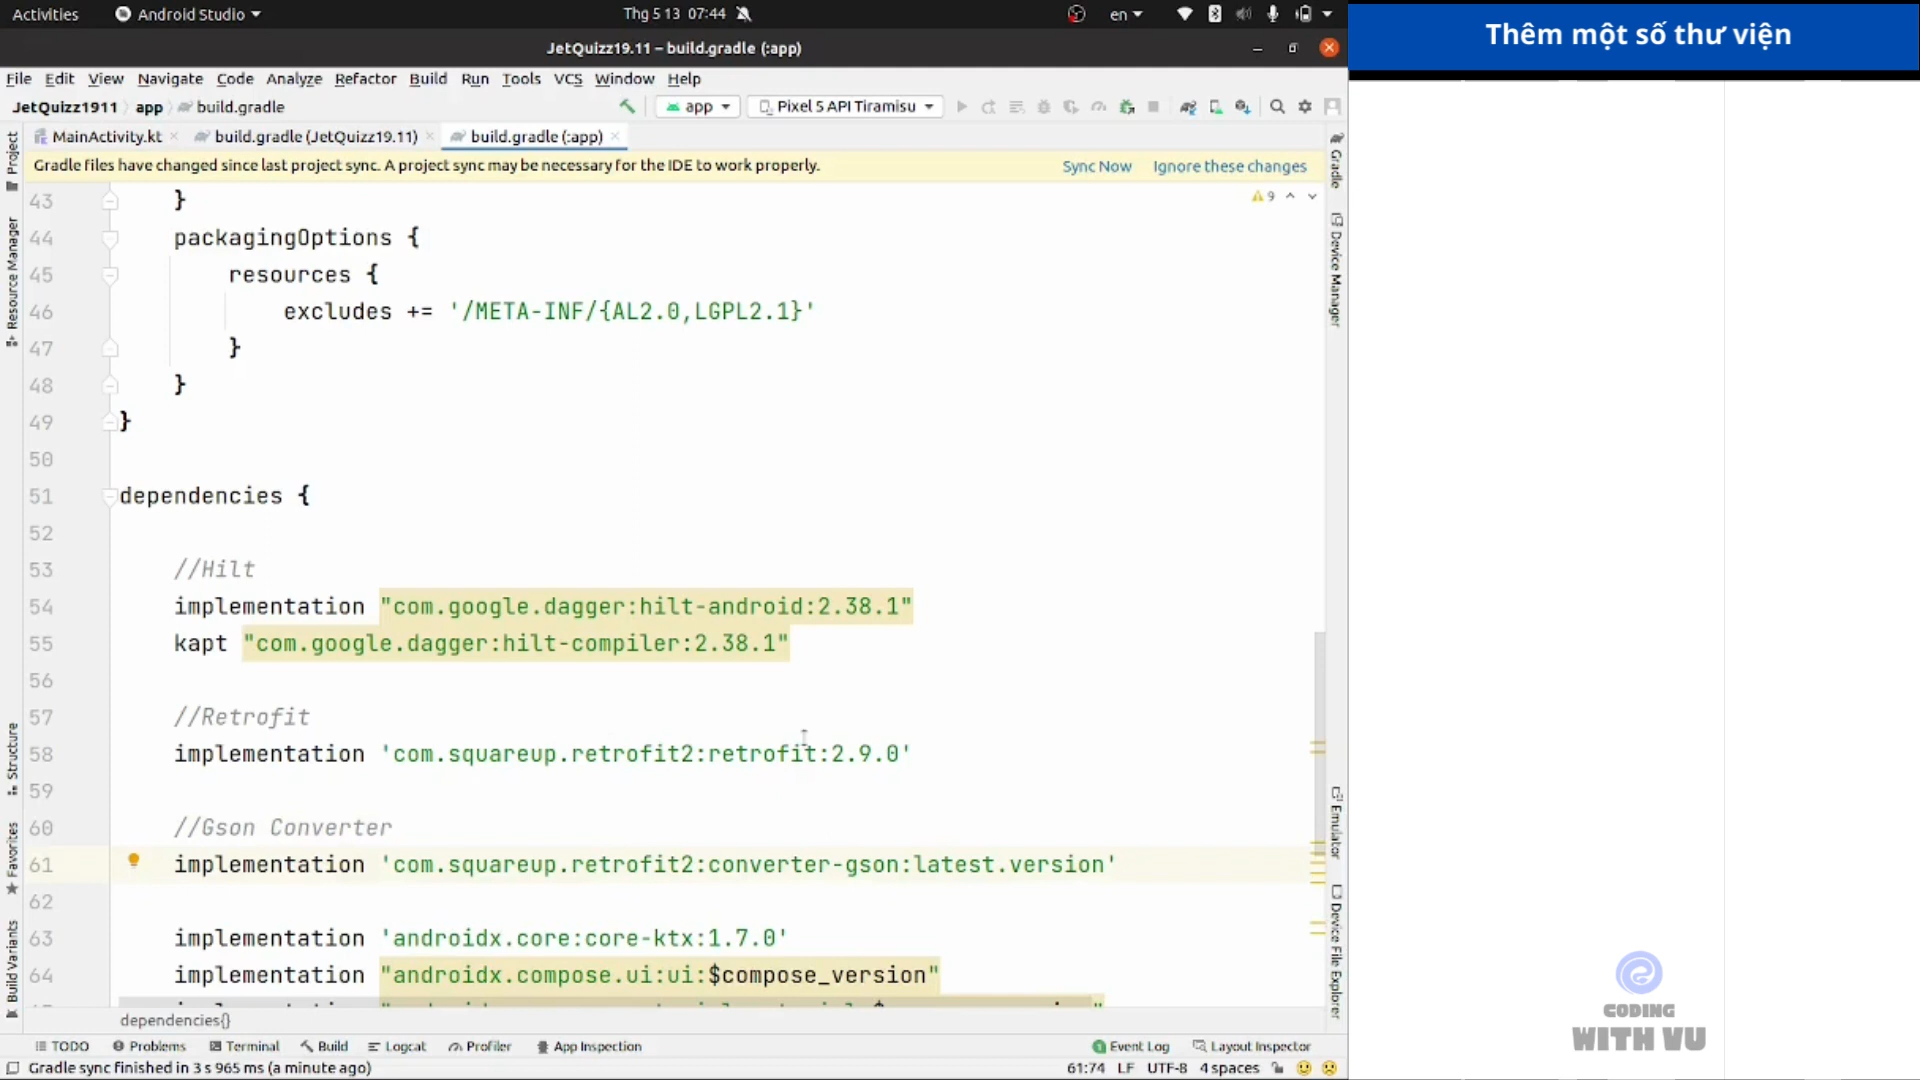 Activities Android Studio Thg 5 13 07:44 en
Thêm một số thư viện
JetQuizz19.11 – build.gradle (:app)
File Edit View Navigate Code Analyze Refactor Build Run Tools VCS Window Help
JetQuizz1911 app build.gradle app Pixel 5 API Tiramisu
MainActivity.kt build.gradle (JetQuizz19.11) build.gradle (:app)
Gradle files have changed since last project sync. A project sync may be necessary for the IDE to work properly. Sync Now Ignore these changes
9
43 }
44 packagingOptions {
45 resources {
46 excludes += '/META-INF/{AL2.0,LGPL2.1}'
47 }
48 }
49 }
50
51 dependencies {
52
53 //Hilt
54 implementation "com.google.dagger:hilt-android:2.38.1"
55 kapt "com.google.dagger:hilt-compiler:2.38.1"
56
57 //Retrofit
58 implementation 'com.squareup.retrofit2:retrofit:2.9.0'
59
60 //Gson Converter
61 implementation 'com.squareup.retrofit2:converter-gson:latest.version'
62
63 implementation 'androidx.core:core-ktx:1.7.0'
64 implementation "androidx.compose.ui:ui:$compose_version"
dependencies{}
TODO Problems Terminal Build Logcat Profiler App Inspection Event Log Layout Inspector
Gradle sync finished in 3 s 965 ms (a minute ago) 61:74 LF UTF-8 4 spaces
Project
Resource Manager
Structure
Favorites
Build Variants
Gradle
Device Manager
Emulator
Device File Explorer
CODING
WITH VU